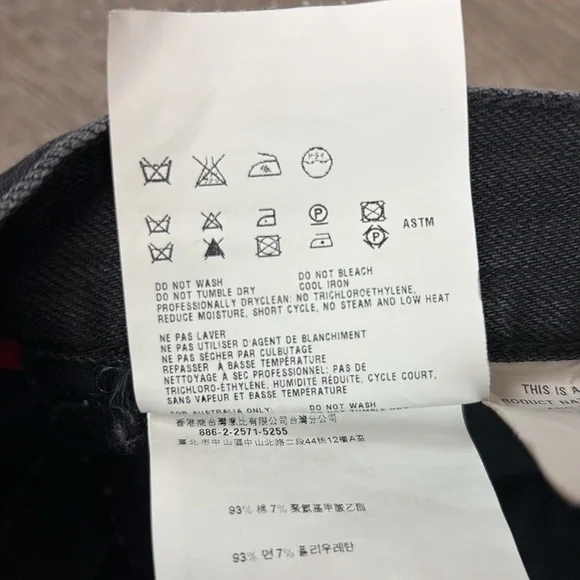 ASTM
DO NOT WASH DO NOT BLEACH
DO NOT TUMBLE DRY COOL IRON
PROFESSIONALLY DRYCLEAN: NO TRICHLOROETHYLENE,
REDUCE MOISTURE, SHORT CYCLE, NO STEAM AND LOW HEAT
NE PAS LAVER
NE PAS UTILISER D'AGENT DE BLANCHIMENT
NE PAS SÉCHER PAR CULBUTAGE
REPASSER À BASSE TEMPÉRATURE
NETTOYAGE À SEC PROFESSIONNEL: PAS DE
TRICHLORO-ETHYLENE, HUMIDITÉ RÉDUITE, CYCLE COURT,
SANS VAPEUR ET BASSE TEMPÉRATURE
FOR AUSTRALIA ONLY: DO NOT WASH
香港商台灣惠比有限公司台灣分公司
886-2-2571-5255
臺北市中山區中山北路二段44號12樓A室
93% 棉 7% 聚氨基甲酸乙酯
93% 면 7% 폴리우레탄
THIS IS A